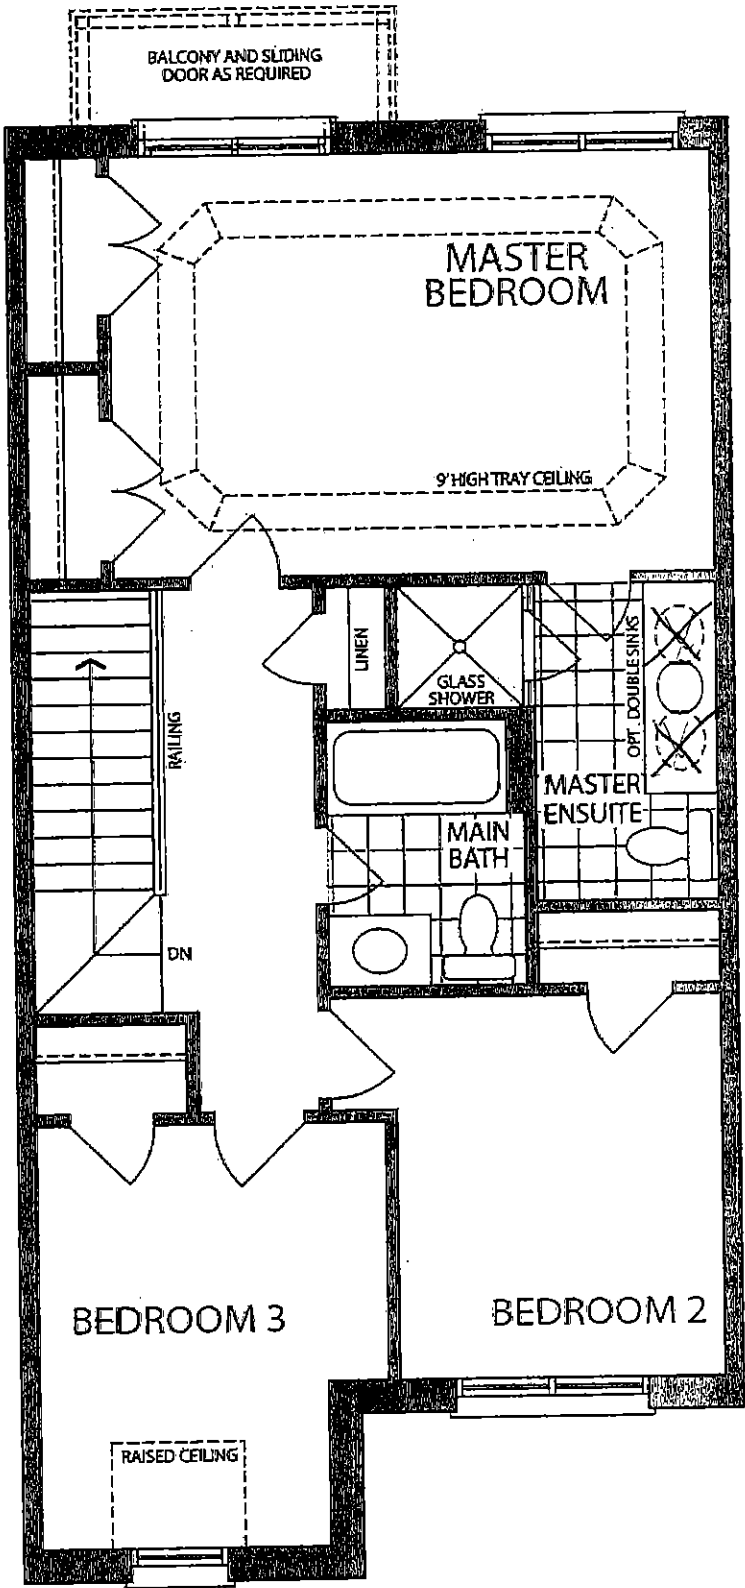 BALCONY AND SLIDING
DOOR AS REQUIRED
MASTER
BEDROOM
9' HIGH TRAY CEILING
LINEN
GLASS
SHOWER
OPT. DOUBLE SINKS
RAILING
MASTER
ENSUITE
MAIN
BATH
DN
BEDROOM 3
BEDROOM 2
RAISED CEILING